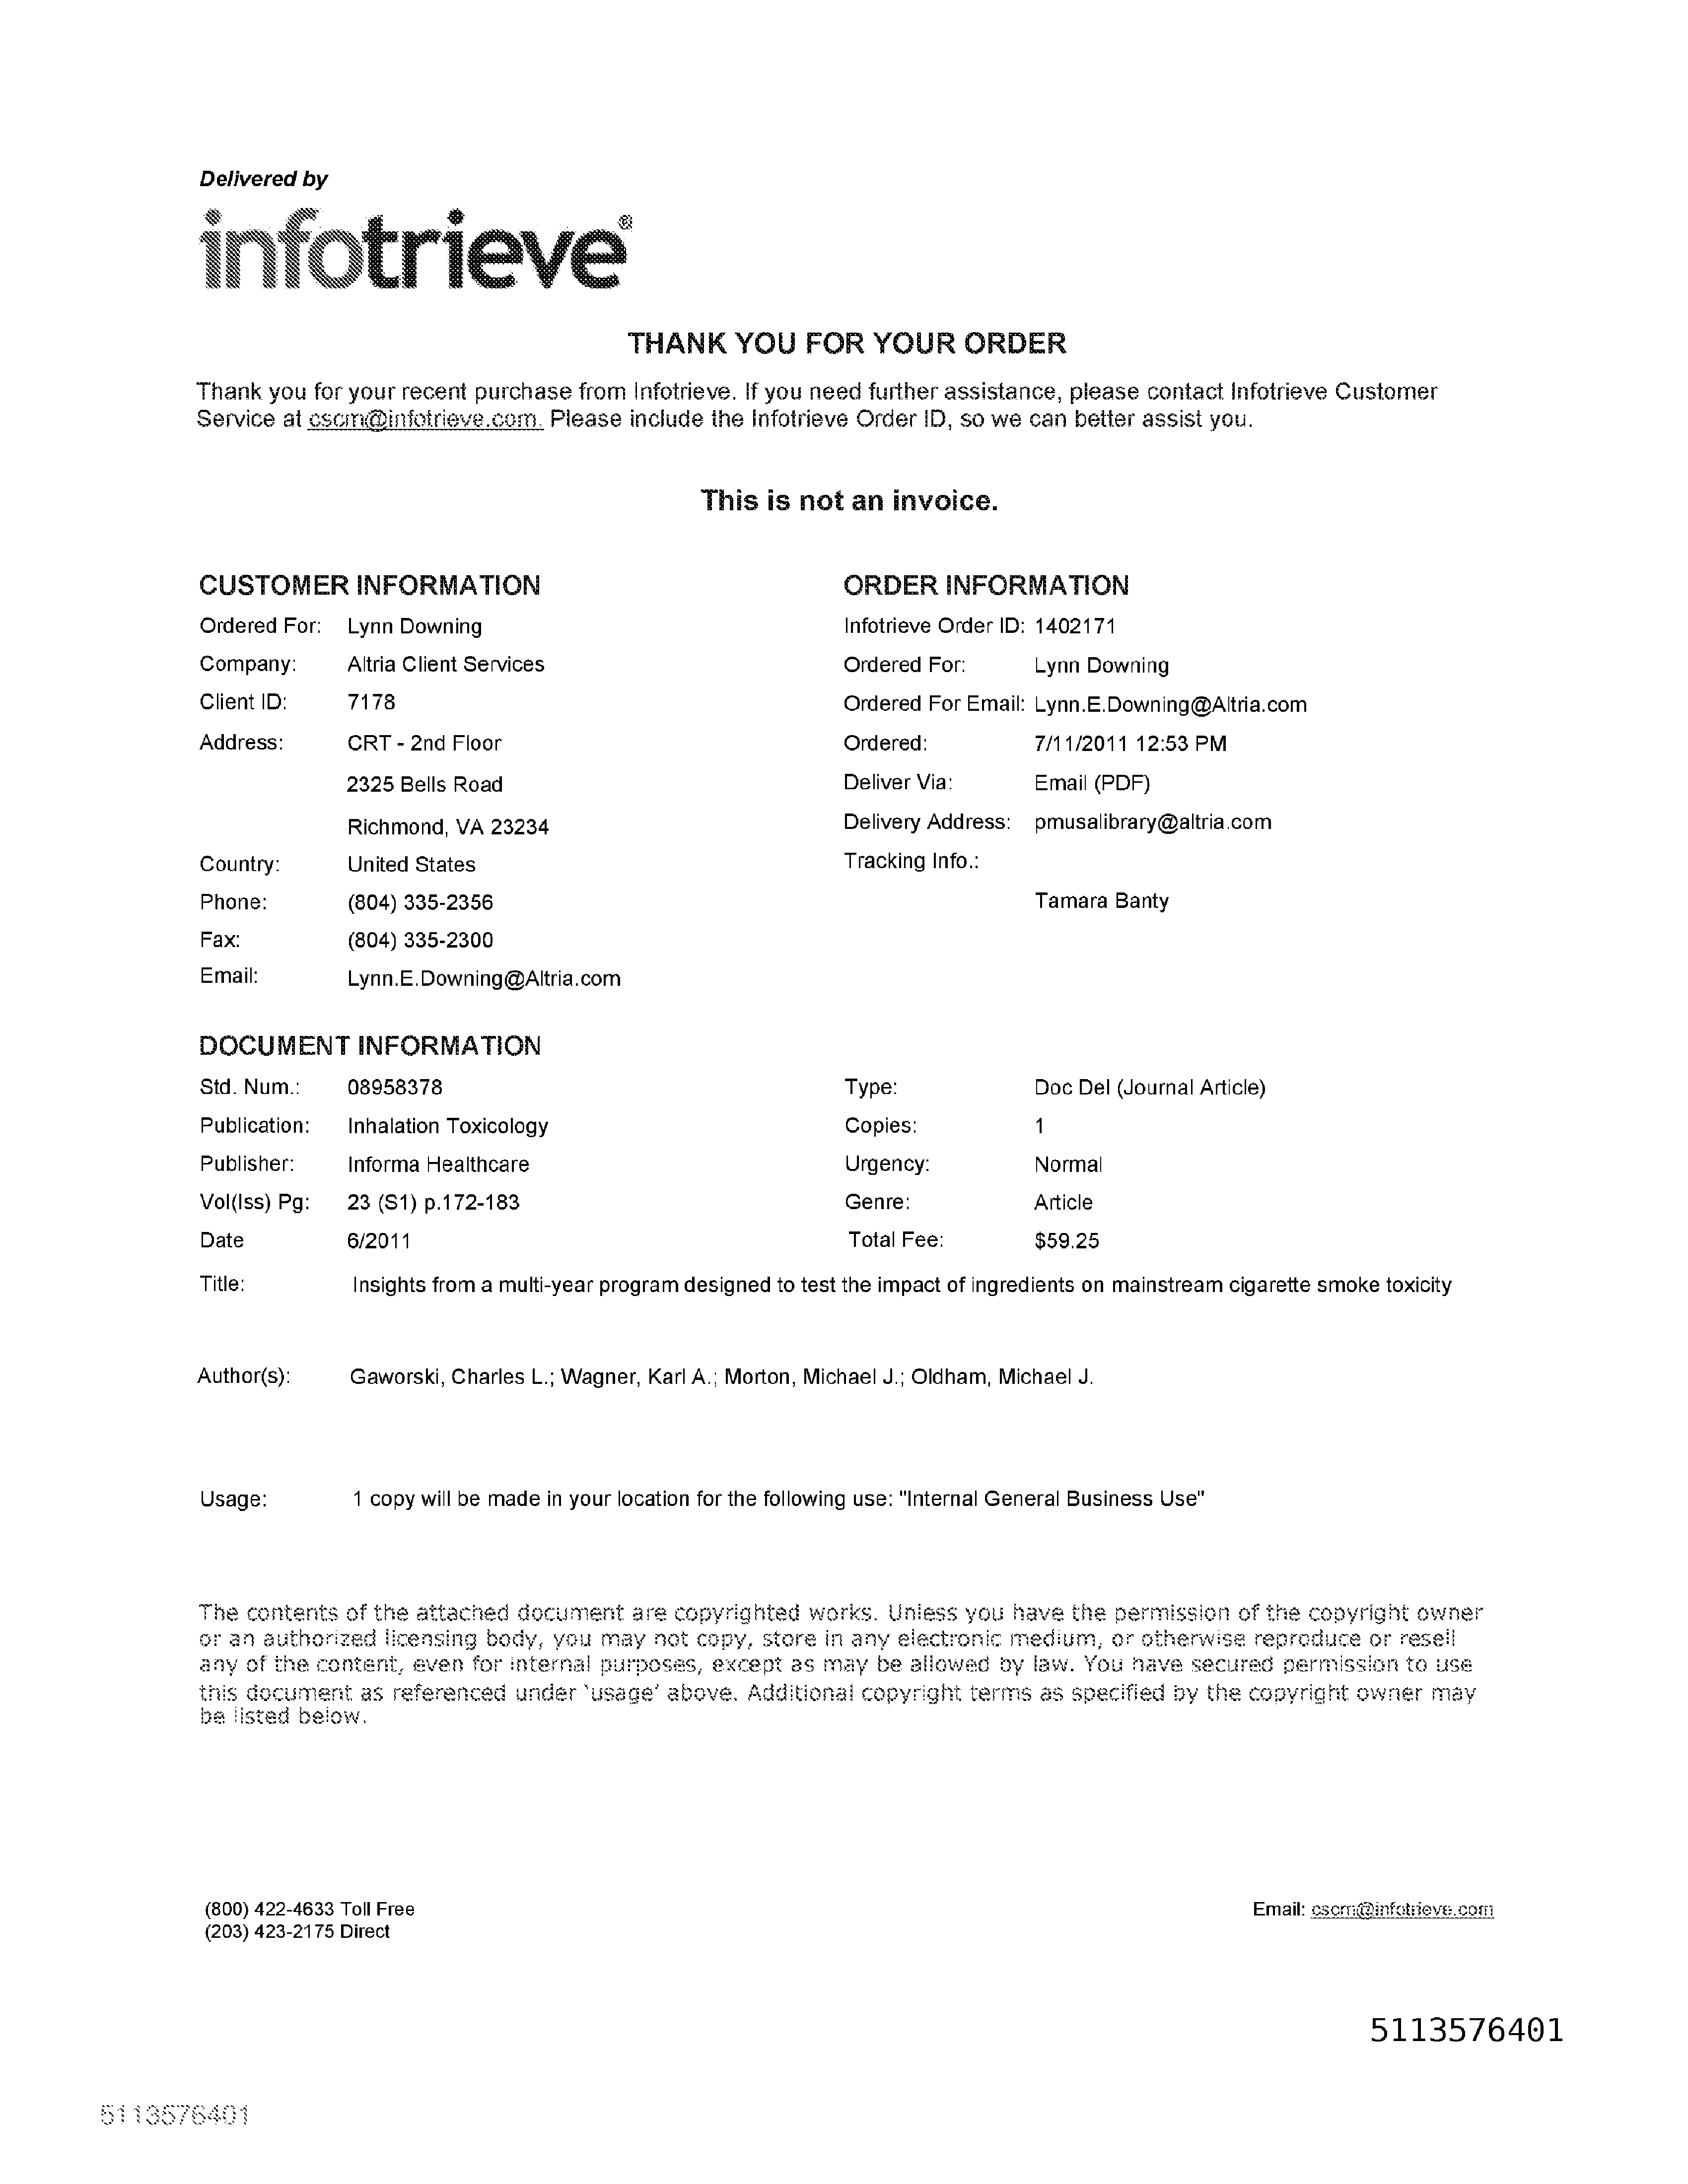 Delivered by
infotrieve®
THANK YOU FOR YOUR ORDER
Thank you for your recent purchase from Infotrieve. If you need further assistance, please contact Infotrieve Customer
Service at cscm@infotrieve.com. Please include the Infotrieve Order ID, so we can better assist you.
This is not an invoice.
CUSTOMER INFORMATION
Ordered For: Lynn Downing
Company: Altria Client Services
Client ID: 7178
Address: CRT - 2nd Floor
2325 Bells Road
Richmond, VA 23234
Country: United States
Phone: (804) 335-2356
Fax: (804) 335-2300
Email: Lynn.E.Downing@Altria.com
ORDER INFORMATION
Infotrieve Order ID: 1402171
Ordered For: Lynn Downing
Ordered For Email: Lynn.E.Downing@Altria.com
Ordered: 7/11/2011 12:53 PM
Deliver Via: Email (PDF)
Delivery Address: pmusalibrary@altria.com
Tracking Info.:
Tamara Banty
DOCUMENT INFORMATION
Std. Num.: 08958378
Publication: Inhalation Toxicology
Publisher: Informa Healthcare
Vol(Iss) Pg: 23 (S1) p.172-183
Date 6/2011
Type: Doc Del (Journal Article)
Copies: 1
Urgency: Normal
Genre: Article
Total Fee: $59.25
Title: Insights from a multi-year program designed to test the impact of ingredients on mainstream cigarette smoke toxicity
Author(s): Gaworski, Charles L.; Wagner, Karl A.; Morton, Michael J.; Oldham, Michael J.
Usage: 1 copy will be made in your location for the following use: "Internal General Business Use"
The contents of the attached document are copyrighted works. Unless you have the permission of the copyright owner
or an authorized licensing body, you may not copy, store in any electronic medium, or otherwise reproduce or resell
any of the content, even for internal purposes, except as may be allowed by law. You have secured permission to use
this document as referenced under 'usage' above. Additional copyright terms as specified by the copyright owner may
be listed below.
(800) 422-4633 Toll Free
(203) 423-2175 Direct
Email: cscm@infotrieve.com
5113576401
5113576401